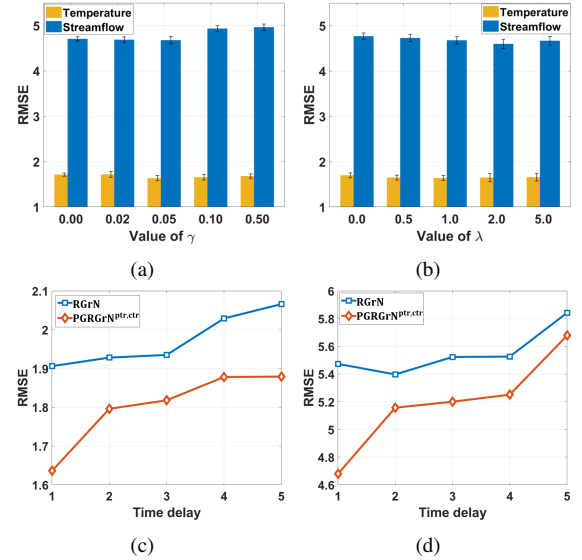 Temperature
Streamflow
RMSE
5
4
3
2
1
0.00 0.02 0.05 0.10 0.50
Value of γ
(a)
Temperature
Streamflow
RMSE
5
4
3
2
1
0.0 0.5 1.0 2.0 5.0
Value of λ
(b)
RGrN
PGRGrN^ptr,ctr
RMSE
2.1
2
1.9
1.8
1.7
1.6
1 2 3 4 5
Time delay
(c)
RGrN
PGRGrN^ptr,ctr
RMSE
6
5.8
5.6
5.4
5.2
5
4.8
4.6
1 2 3 4 5
Time delay
(d)